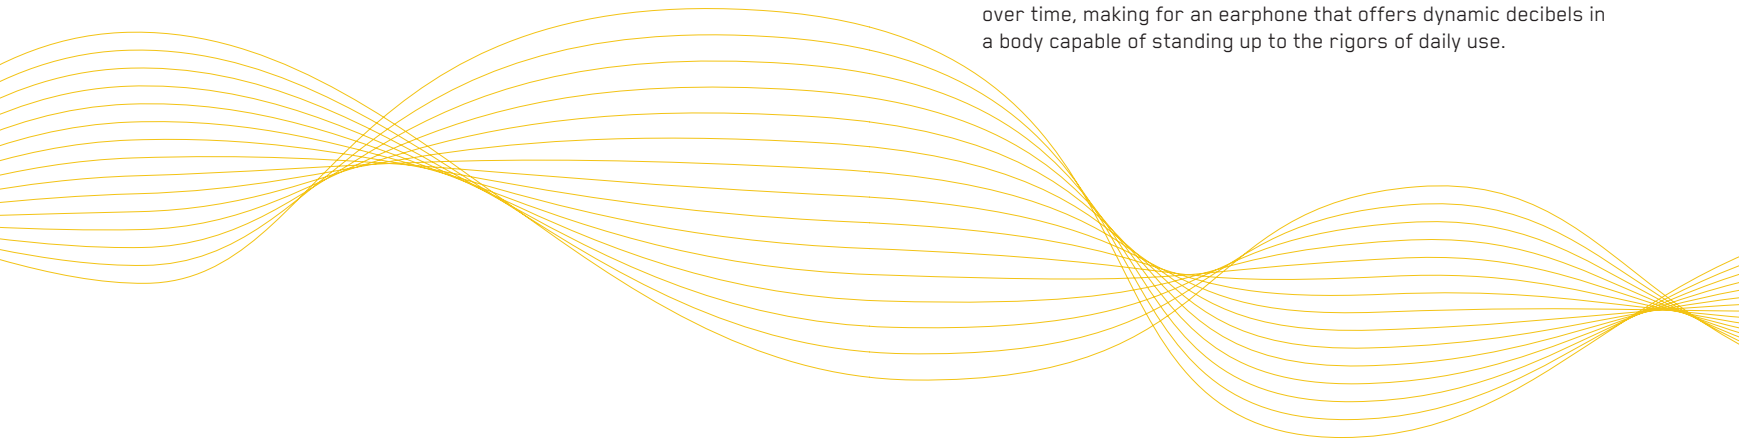 over time, making for an earphone that offers dynamic decibels in
a body capable of standing up to the rigors of daily use.